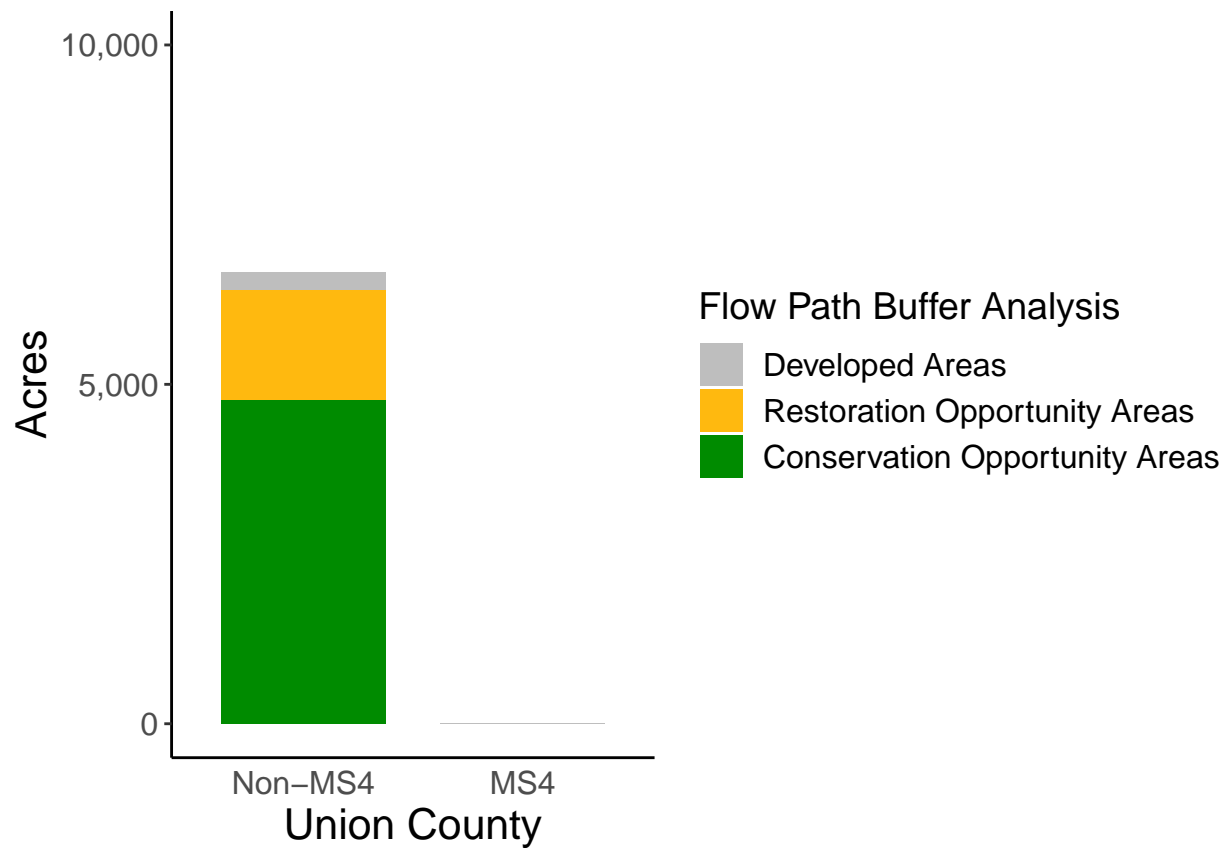 10,000
5,000
0
Acres
Non−MS4
MS4
Union County
Flow Path Buffer Analysis
Developed Areas
Restoration Opportunity Areas
Conservation Opportunity Areas